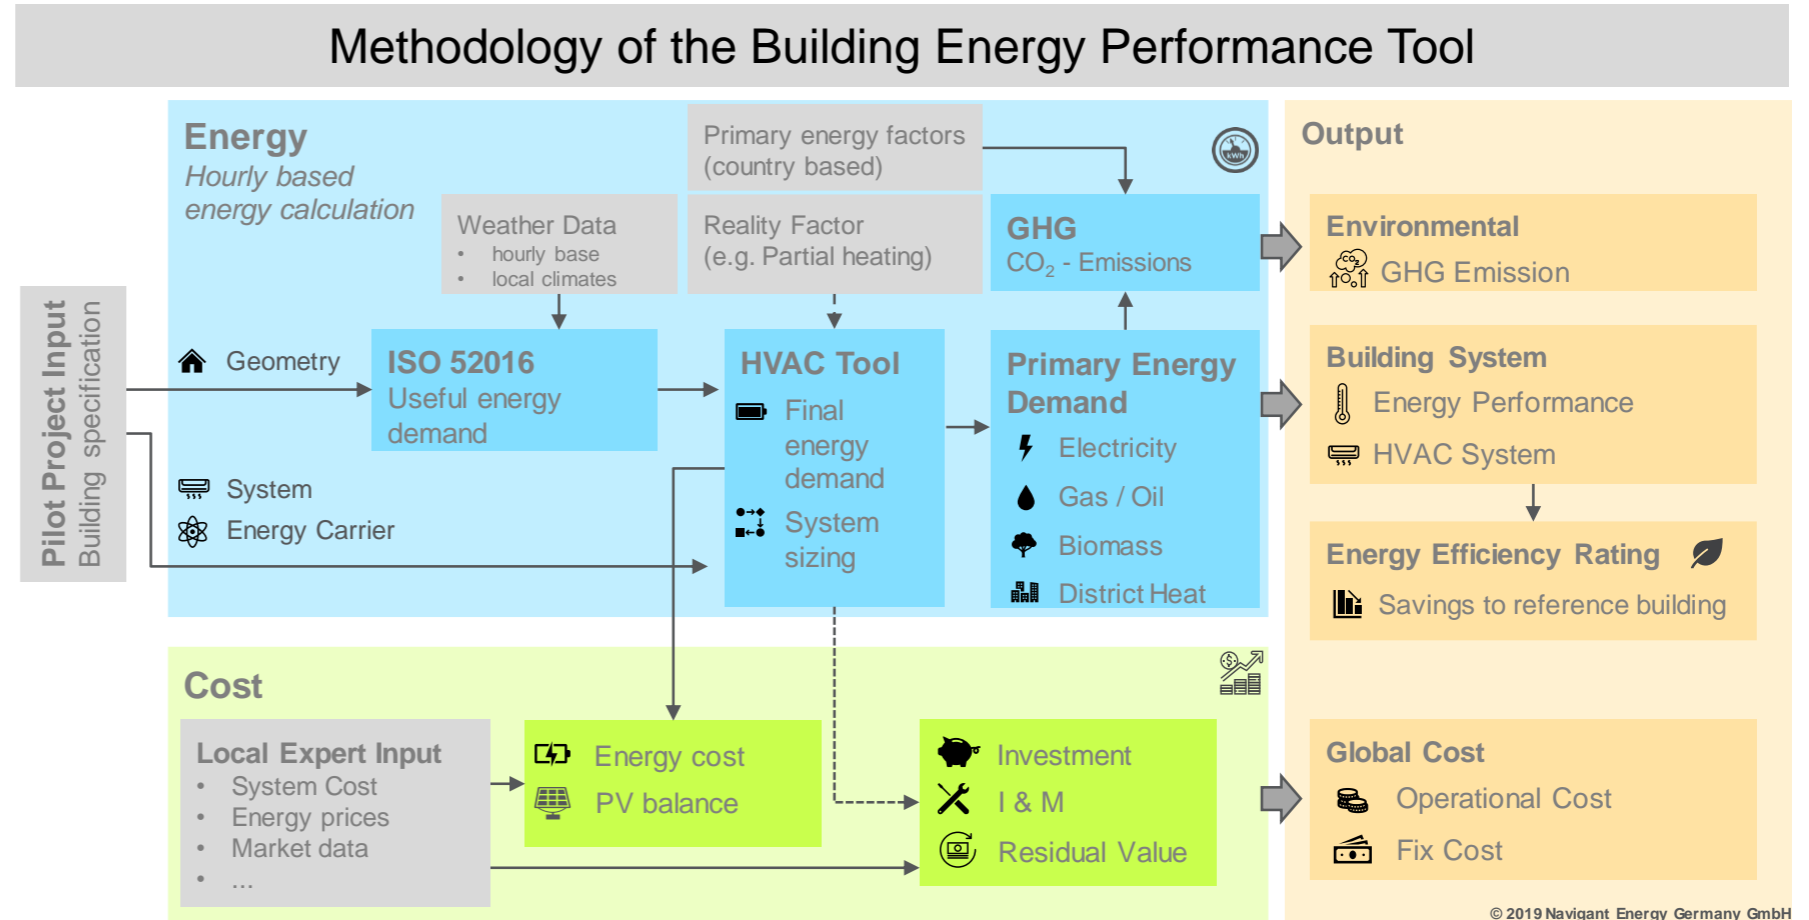 Methodology of the Building Energy Performance Tool
Pilot Project Input
Building specification
Energy
Hourly based
energy calculation
Weather Data
• hourly base
• local climates
Primary energy factors
(country based)
Reality Factor
(e.g. Partial heating)
kWh
GHG
CO₂ - Emissions
Geometry
System
Energy Carrier
ISO 52016
Useful energy
demand
HVAC Tool
Final
energy
demand
System
sizing
Primary Energy
Demand
Electricity
Gas / Oil
Biomass
District Heat
Cost
Local Expert Input
• System Cost
• Energy prices
• Market data
• ...
Energy cost
PV balance
$
Investment
I & M
Residual Value
Output
Environmental
CO₂
GHG Emission
Building System
Energy Performance
HVAC System
Energy Efficiency Rating
Savings to reference building
Global Cost
Operational Cost
Fix Cost
© 2019 Navigant Energy Germany GmbH